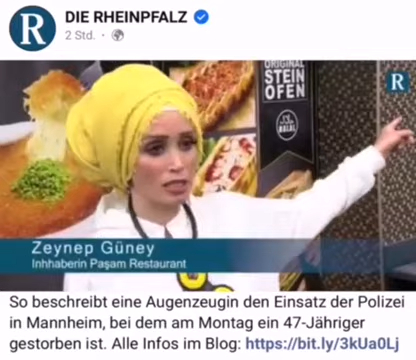 R
DIE RHEINPFALZ
2 Std. ·
ORIGINAL
STEIN
OFEN
HALAL
R
Zeynep Güney
Inhhaberin Paşam Restaurant
So beschreibt eine Augenzeugin den Einsatz der Polizei
in Mannheim, bei dem am Montag ein 47-Jähriger
gestorben ist. Alle Infos im Blog: https://bit.ly/3kUa0Lj